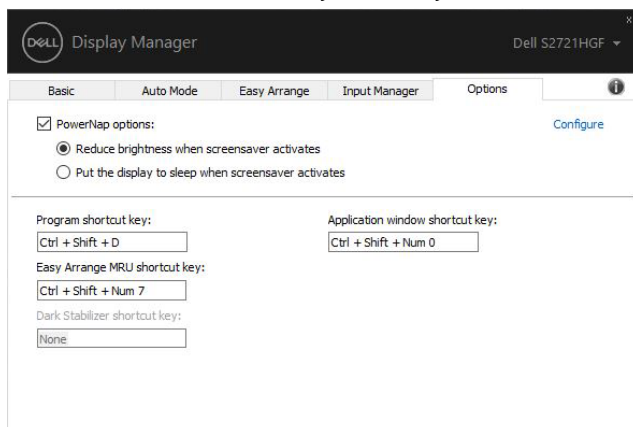 DELL Display Manager Dell S2721HGF
Basic Auto Mode Easy Arrange Input Manager Options
PowerNap options: Configure
Reduce brightness when screensaver activates
Put the display to sleep when screensaver activates
Program shortcut key: Application window shortcut key:
Ctrl + Shift + D Ctrl + Shift + Num 0
Easy Arrange MRU shortcut key:
Ctrl + Shift + Num 7
Dark Stabilizer shortcut key:
None